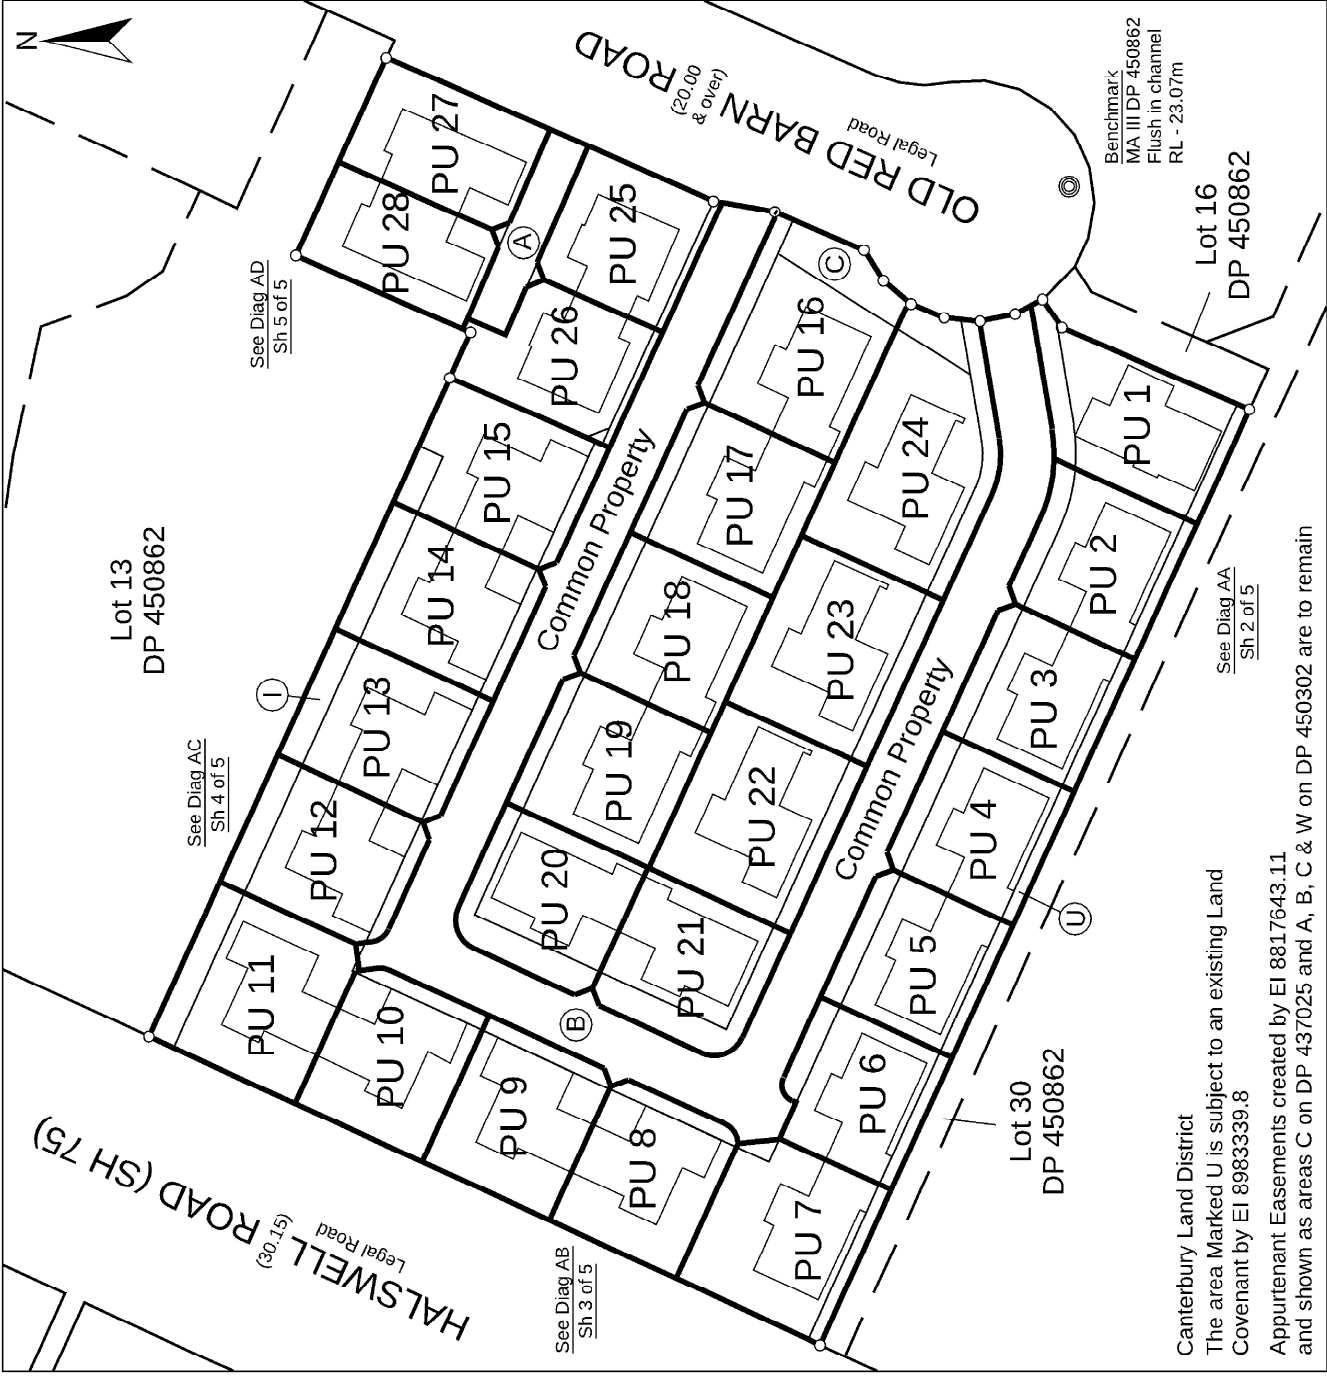 N
PU 27
PU 28
OLD RED BARN ROAD
(20.00
& over)
Legal Road
Benchmark
MA III DP 450862
Flush in channel
RL - 23.07m
See Diag AD
Sh 5 of 5
A
PU 25
PU 26
C
PU 16
Lot 16
DP 450862
PU 15
PU 17
PU 24
PU 1
Common Property
Lot 13
DP 450862
PU 14
PU 18
PU 23
PU 2
See Diag AA
Sh 2 of 5
I
PU 13
PU 19
PU 22
PU 3
Common Property
See Diag AC
Sh 4 of 5
PU 12
PU 20
PU 21
PU 4
U
PU 5
PU 11
PU 10
B
PU 6
PU 9
PU 8
PU 7
Lot 30
DP 450862
HALSWELL ROAD (SH 75)
(30.15)
Legal Road
See Diag AB
Sh 3 of 5
Canterbury Land District
The area Marked U is subject to an existing Land
Covenant by EI 8983339.8
Appurtenant Easements created by EI 8817643.11
and shown as areas C on DP 437025 and A, B, C & W on DP 450302 are to remain